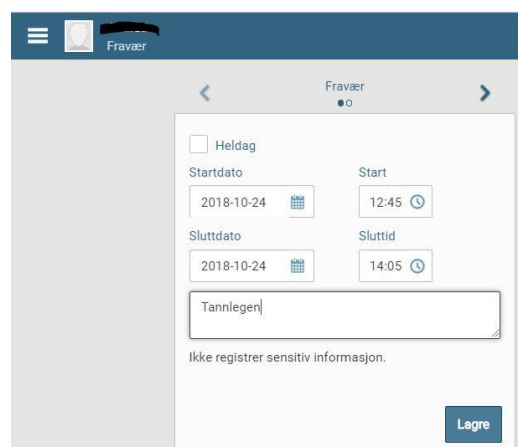 Fravær
Fravær
Heldag
Startdato Start
2018-10-24 12:45
Sluttdato Sluttid
2018-10-24 14:05
Tannlegen
Ikke registrer sensitiv informasjon.
Lagre